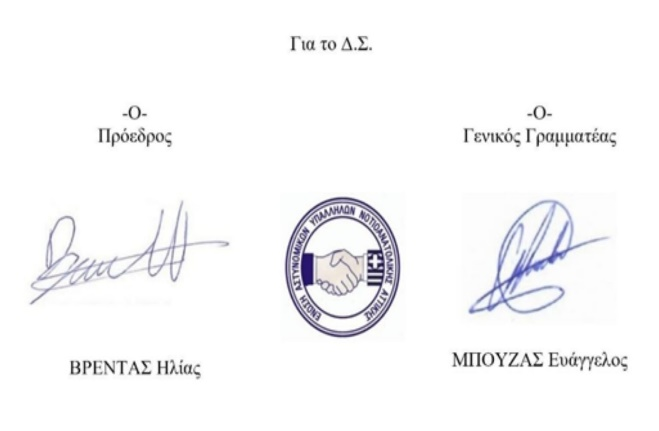 Για το Δ.Σ.
-Ο-
Πρόεδρος
-Ο-
Γενικός Γραμματέας
ΕΝΩΣΗ ΑΣΤΥΝΟΜΙΚΩΝ ΥΠΑΛΛΗΛΩΝ ΝΟΤΙΟΑΝΑΤΟΛΙΚΗΣ ΑΤΤΙΚΗΣ
ΒΡΕΝΤΑΣ Ηλίας
ΜΠΟΥΖΑΣ Ευάγγελος